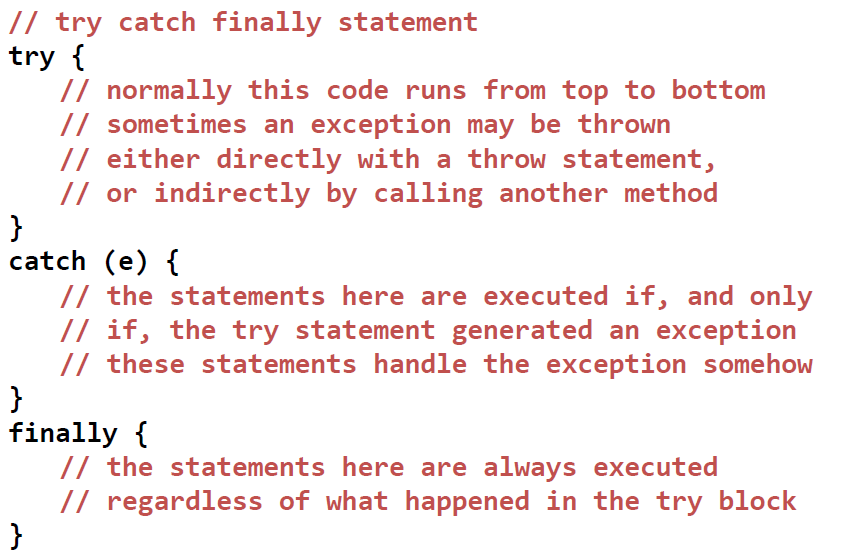 // try catch finally statement
try {
// normally this code runs from top to bottom
// sometimes an exception may be thrown
// either directly with a throw statement,
// or indirectly by calling another method
}
catch (e) {
// the statements here are executed if, and only
// if, the try statement generated an exception
// these statements handle the exception somehow
}
finally {
// the statements here are always executed
// regardless of what happened in the try block
}